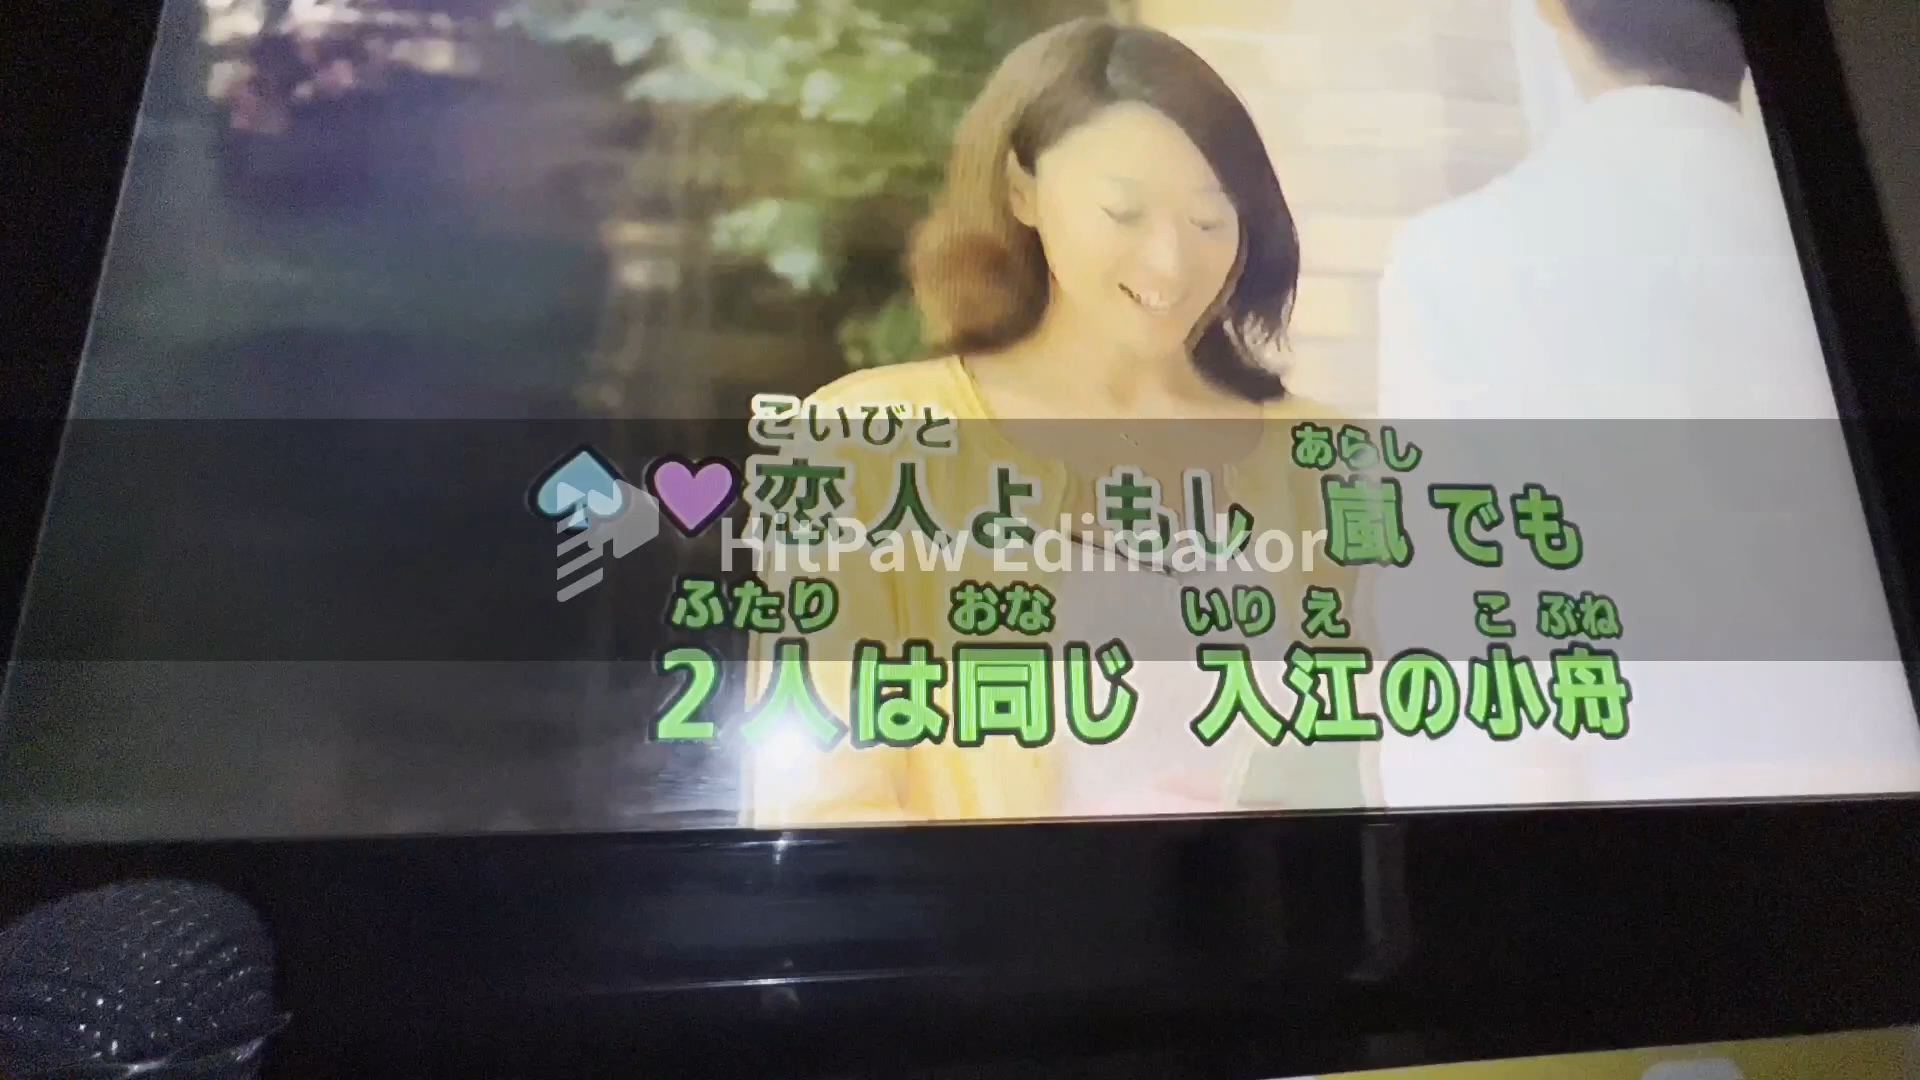 こいびと あらし
♠♥恋人よ もし 嵐でも
HitPaw Edimakor
ふたり おな いりえ こぶね
2人は同じ 入江の小舟